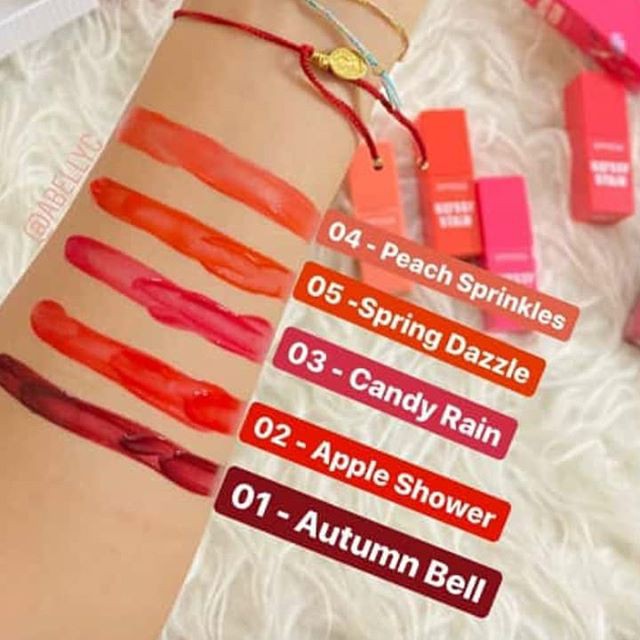 @ABELLYC
04 - Peach Sprinkles
05 -Spring Dazzle
03 - Candy Rain
02 - Apple Shower
01 - Autumn Bell